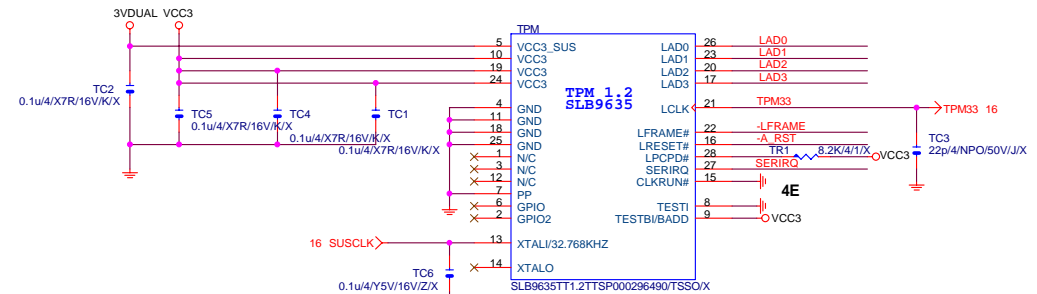 3VDUAL VCC3
TPM
5 VCC3_SUS LAD0 26 LAD0
10 VCC3 LAD1 23 LAD1
19 VCC3 LAD2 20 LAD2
24 VCC3 LAD3 17 LAD3
TPM 1.2
SLB9635
TC2
0.1u/4/X7R/16V/K/X
TC5
0.1u/4/X7R/16V/K/X
TC4
0.1u/4/X7R/16V/K/X
TC1
0.1u/4/X7R/16V/K/X
4 GND LCLK 21 TPM33 TPM33 16
11 GND
18 GND LFRAME# 22 -LFRAME
25 GND LRESET# 16 -A_RST
1 N/C LPCPD# 28 TR1 8.2K/4/1/X VCC3
3 N/C SERIRQ 27 SERIRQ
12 N/C CLKRUN# 15
TC3
22p/4/NPO/50V/J/X
4E
7 PP
6 GPIO TESTI 8
2 GPIO2 TESTBI/BADD 9 VCC3
16 SUSCLK 13 XTALI/32.768KHZ
14 XTALO
TC6
0.1u/4/Y5V/16V/Z/X
SLB9635TT1.2TTSP000296490/TSSO/X